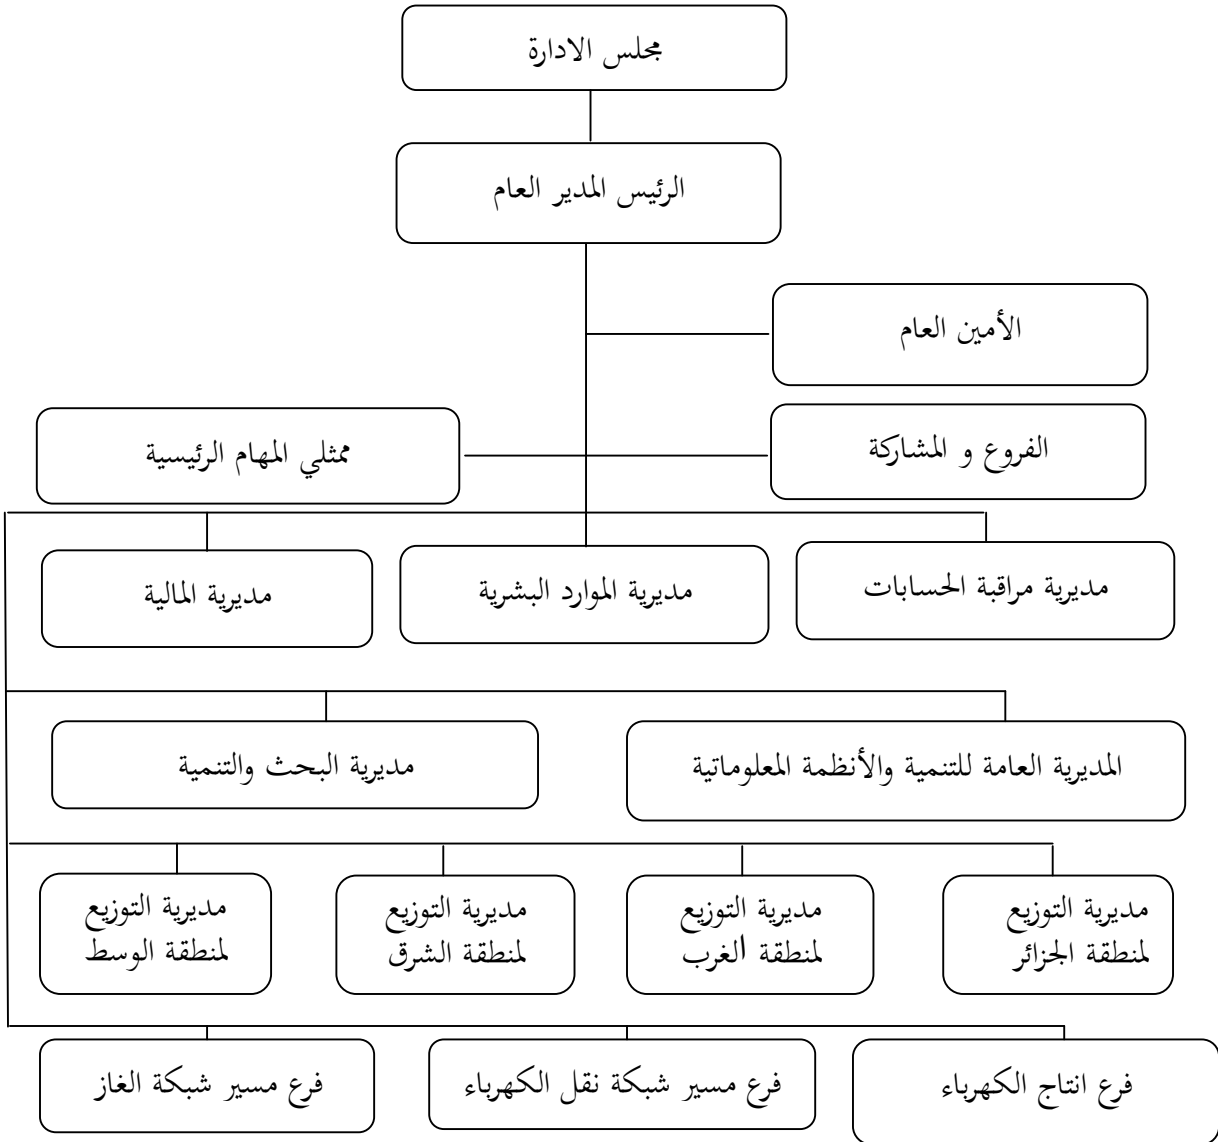 مجلس الادارة
الرئيس المدير العام
الأمين العام
الفروع و المشاركة
ممثلي المهام الرئيسية
مديرية مراقبة الحسابات
مديرية الموارد البشرية
مديرية المالية
المديرية العامة للتنمية والأنظمة المعلوماتية
مديرية البحث والتنمية
مديرية التوزيع
لمنطقة الجزائر
مديرية التوزيع
لمنطقة الغرب
مديرية التوزيع
لمنطقة الشرق
مديرية التوزيع
لمنطقة الوسط
فرع انتاج الكهرباء
فرع مسير شبكة نقل الكهرباء
فرع مسير شبكة الغاز